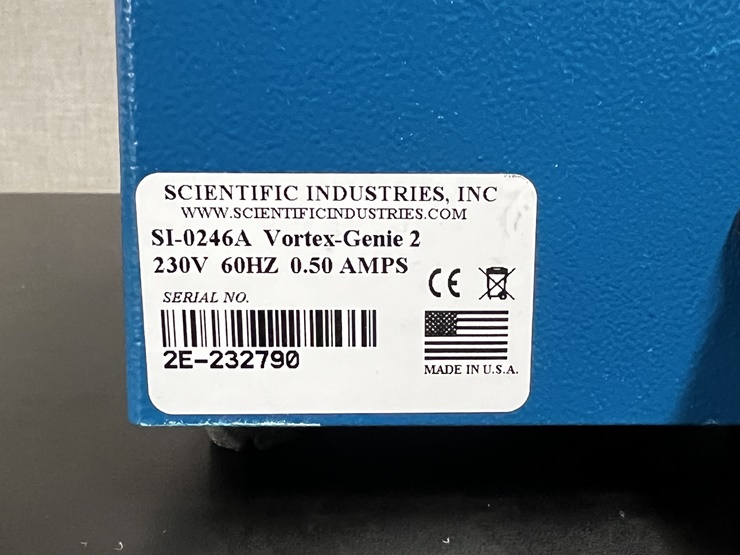 SCIENTIFIC INDUSTRIES, INC
WWW.SCIENTIFICINDUSTRIES.COM
SI-0246A Vortex-Genie 2
230V 60HZ 0.50 AMPS
SERIAL NO.
2E-232790
CE
MADE IN U.S.A.